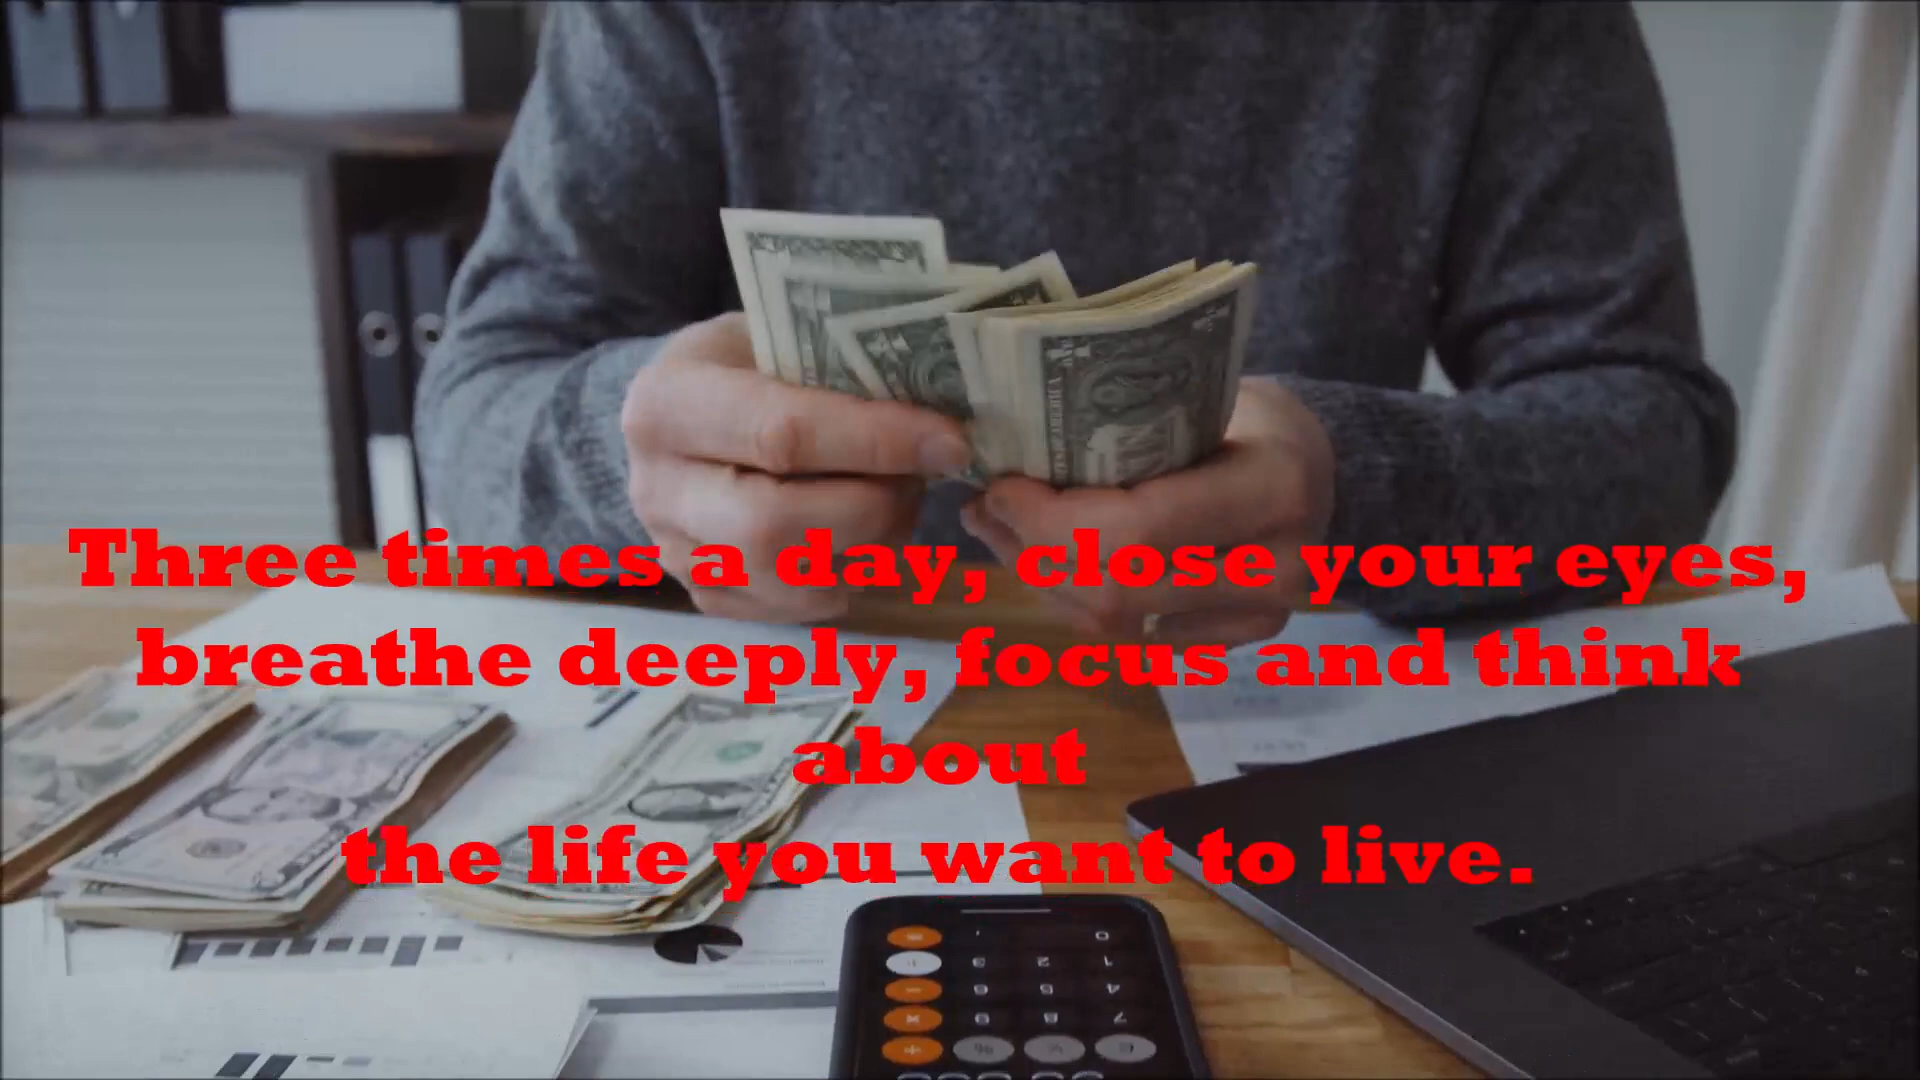 Three times a day, close your eyes,
breathe deeply, focus and think
about
the life you want to live.